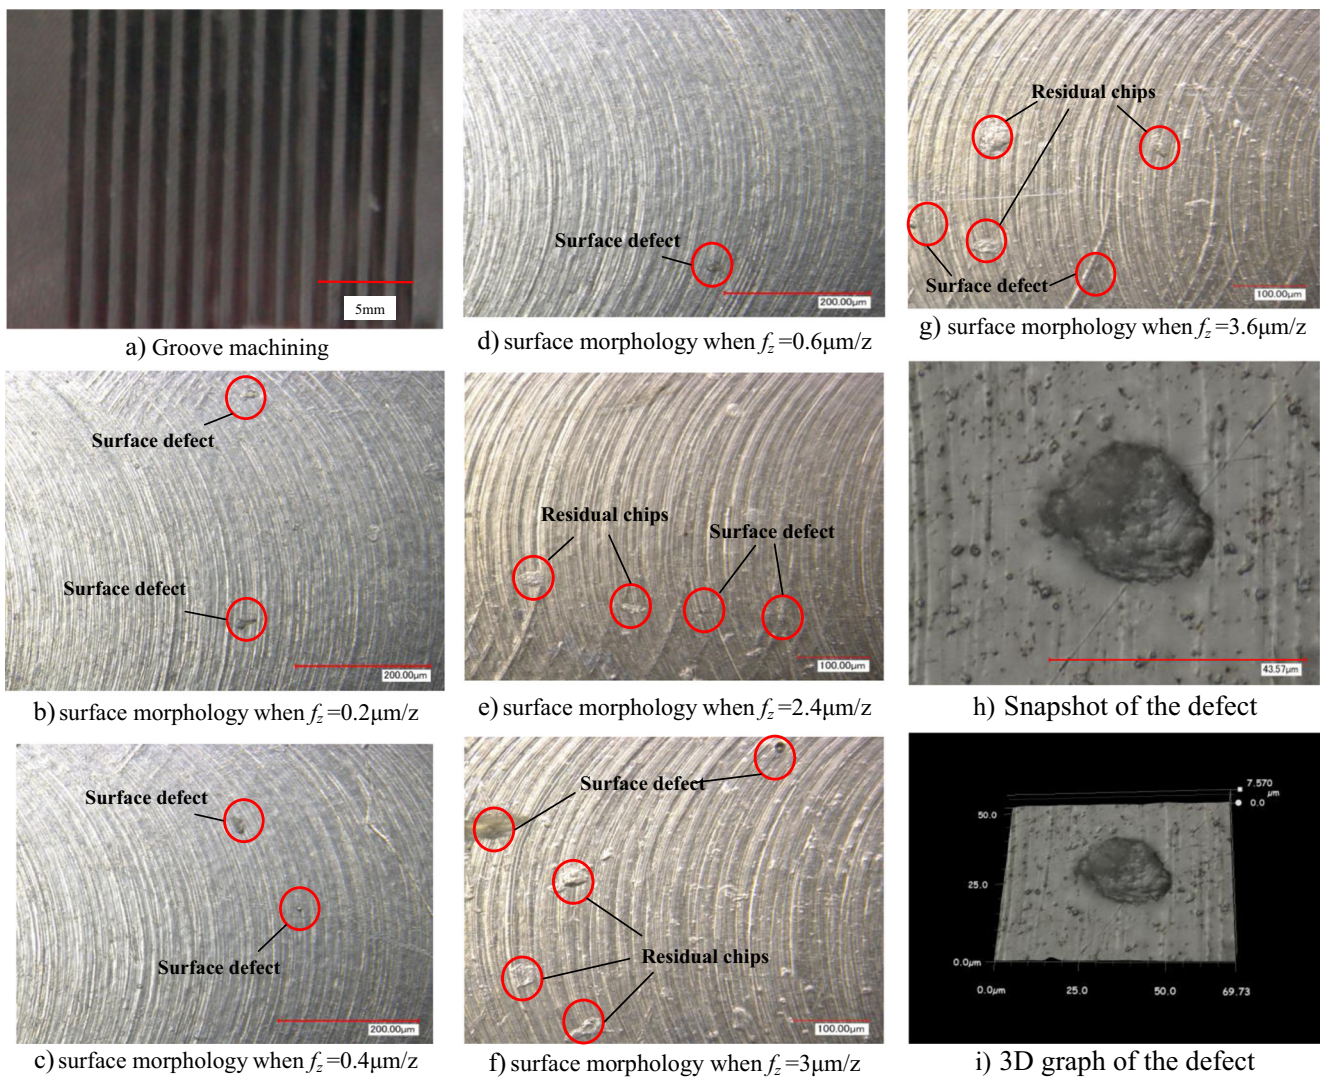 5mm
a) Groove machining
Surface defect
Surface defect
200.00μm
b) surface morphology when fz=0.2μm/z
Surface defect
Surface defect
200.00μm
c) surface morphology when fz=0.4μm/z
Surface defect
200.00μm
d) surface morphology when fz=0.6μm/z
Residual chips
Surface defect
100.00μm
e) surface morphology when fz=2.4μm/z
Surface defect
Residual chips
100.00μm
f) surface morphology when fz=3μm/z
Residual chips
Surface defect
100.00μm
g) surface morphology when fz=3.6μm/z
43.57μm
h) Snapshot of the defect
7.570
μm
0.0
50.0
25.0
0.0μm
0.0μm
25.0
50.0
69.73
i) 3D graph of the defect